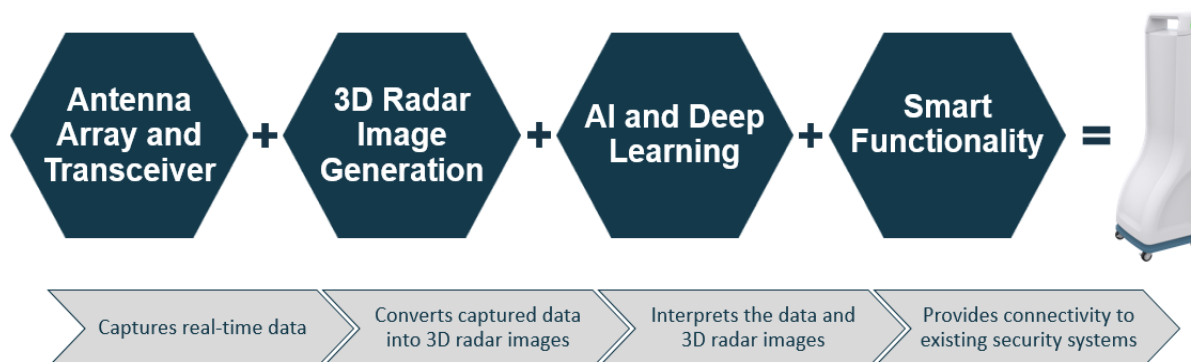 Antenna
Array and
Transceiver
+
3D Radar
Image
Generation
+
AI and Deep
Learning
+
Smart
Functionality
=
Captures real-time data
Converts captured data
into 3D radar images
Interprets the data and
3D radar images
Provides connectivity to
existing security systems